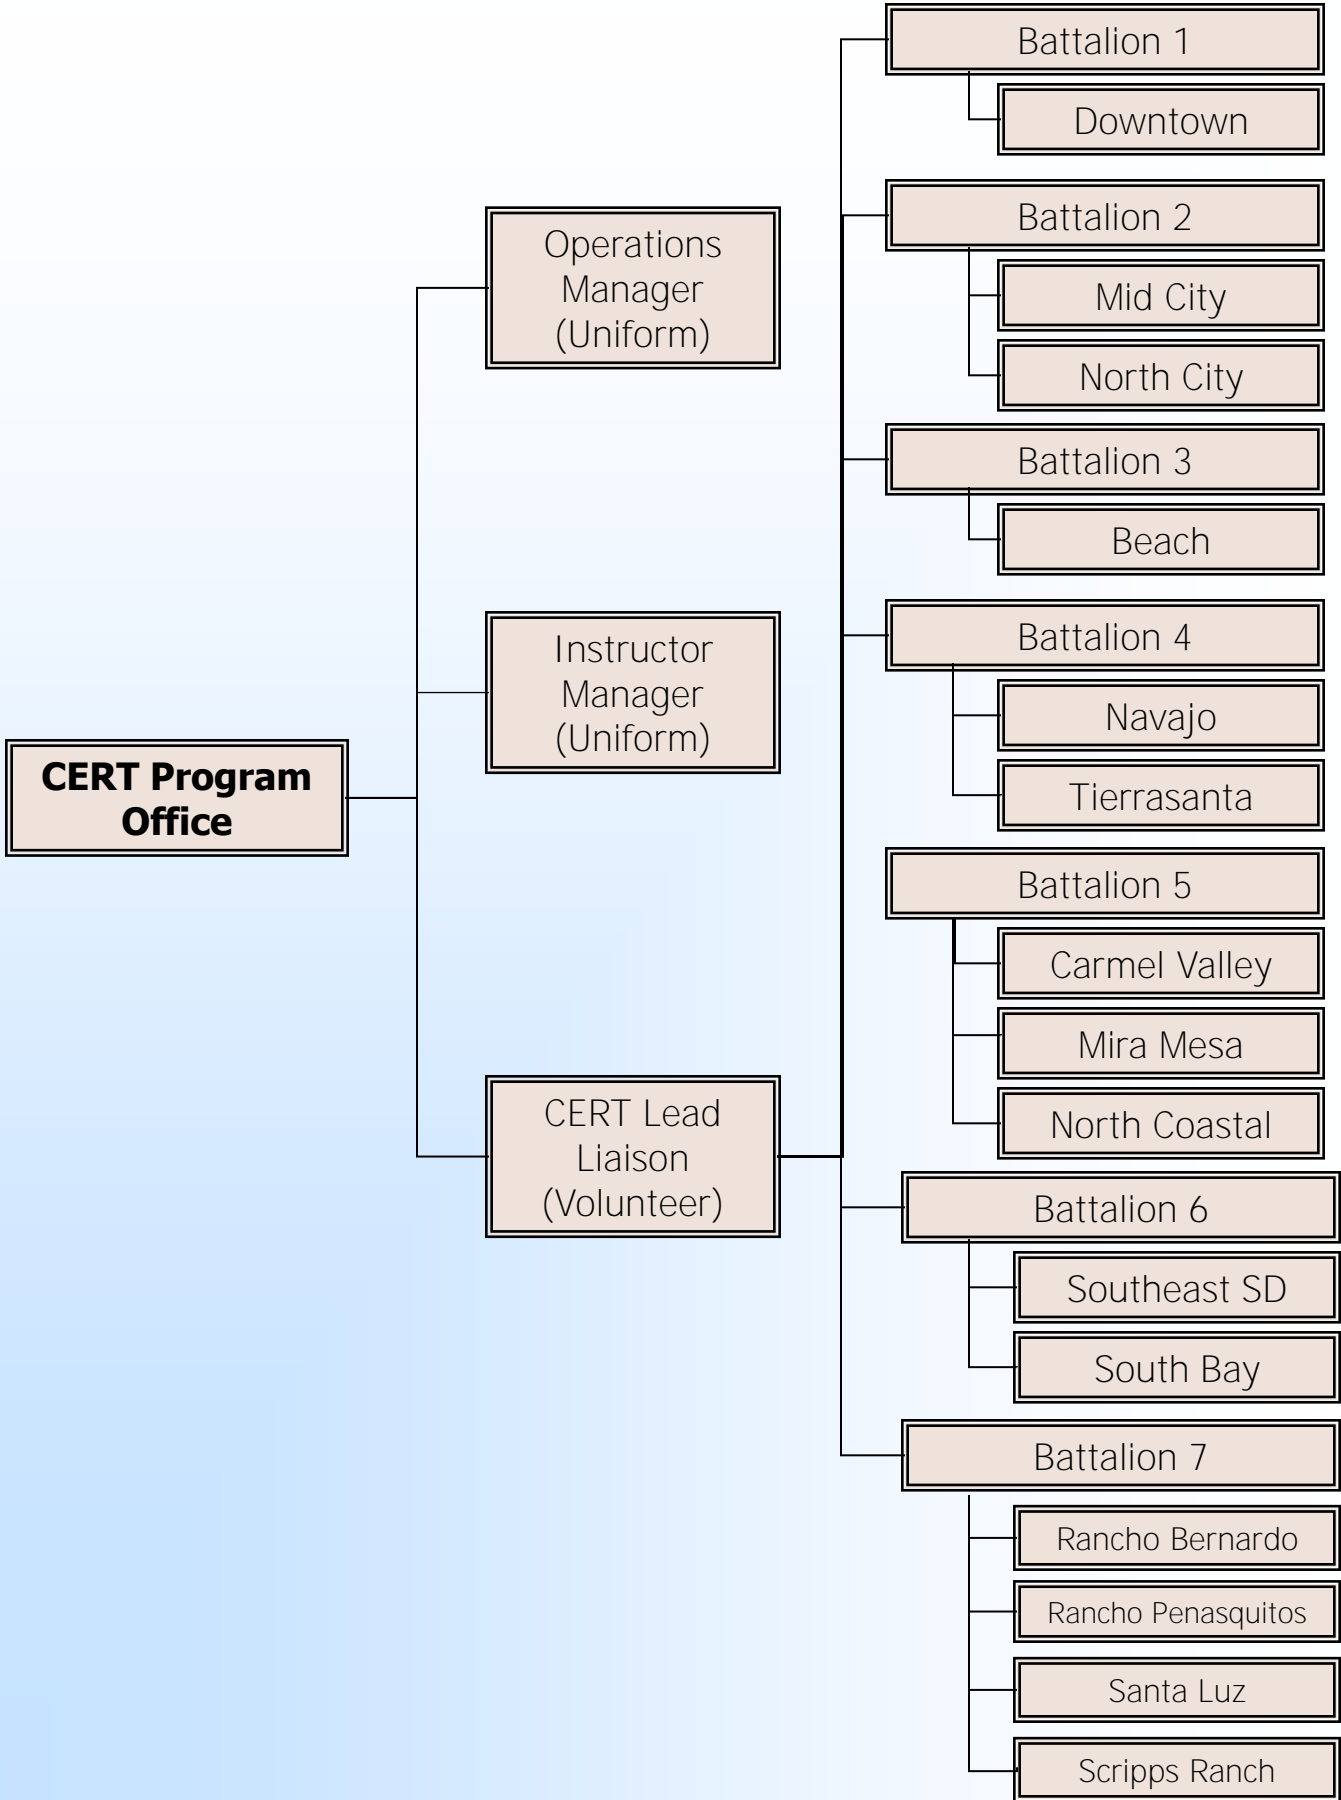 CERT Program
Office
Operations
Manager
(Uniform)
Instructor
Manager
(Uniform)
CERT Lead
Liaison
(Volunteer)
Battalion 1
Downtown
Battalion 2
Mid City
North City
Battalion 3
Beach
Battalion 4
Navajo
Tierrasanta
Battalion 5
Carmel Valley
Mira Mesa
North Coastal
Battalion 6
Southeast SD
South Bay
Battalion 7
Rancho Bernardo
Rancho Penasquitos
Santa Luz
Scripps Ranch